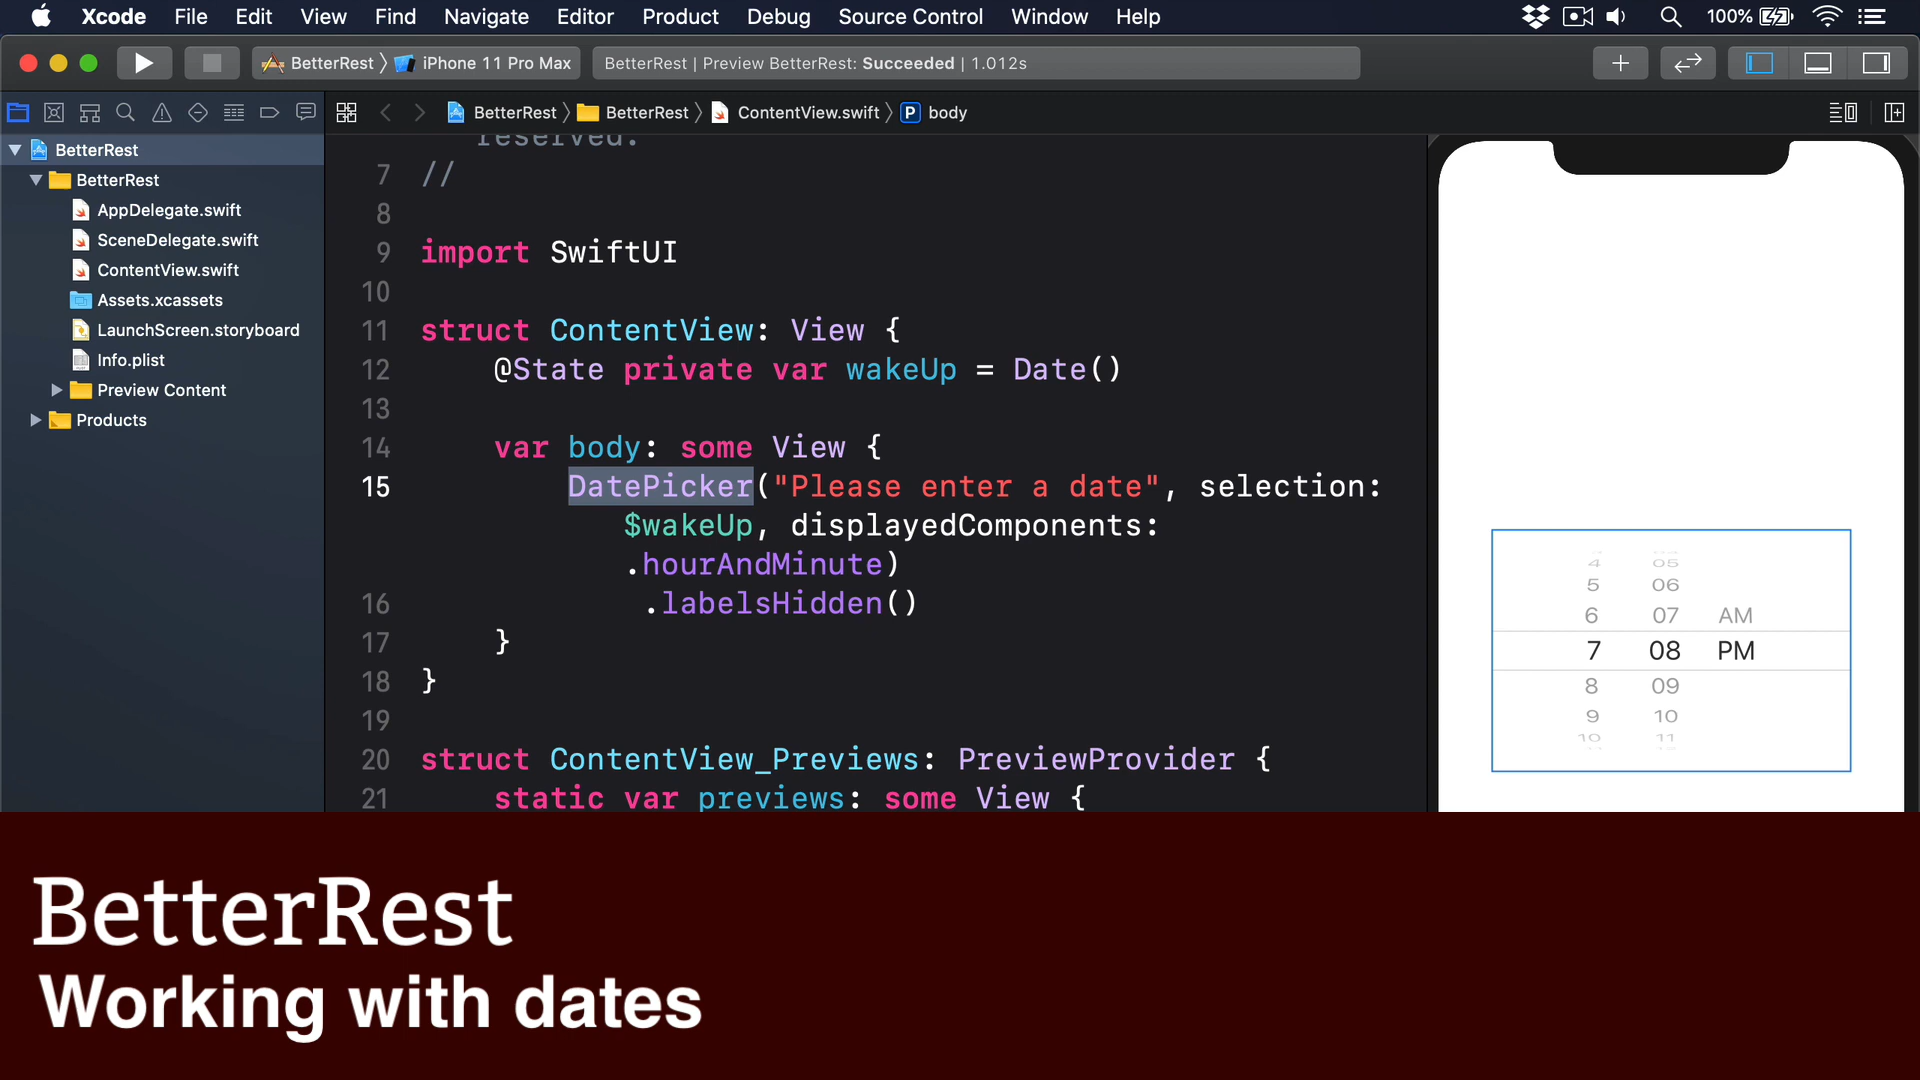 Xcode File Edit View Find Navigate Editor Product Debug Source Control Window Help 100%
BetterRest iPhone 11 Pro Max BetterRest | Preview BetterRest: Succeeded | 1.012s
BetterRest BetterRest ContentView.swift P body
BetterRest
BetterRest
AppDelegate.swift
SceneDelegate.swift
ContentView.swift
Assets.xcassets
LaunchScreen.storyboard
Info.plist
Preview Content
Products
reserved.
7 //
8
9 import SwiftUI
10
11 struct ContentView: View {
12 @State private var wakeUp = Date()
13
14 var body: some View {
15 DatePicker("Please enter a date", selection:
$wakeUp, displayedComponents:
.hourAndMinute)
16 .labelsHidden()
17 }
18 }
19
20 struct ContentView_Previews: PreviewProvider {
21 static var previews: some View {
4 05
5 06
6 07 AM
7 08 PM
8 09
9 10
10 11
BetterRest
Working with dates